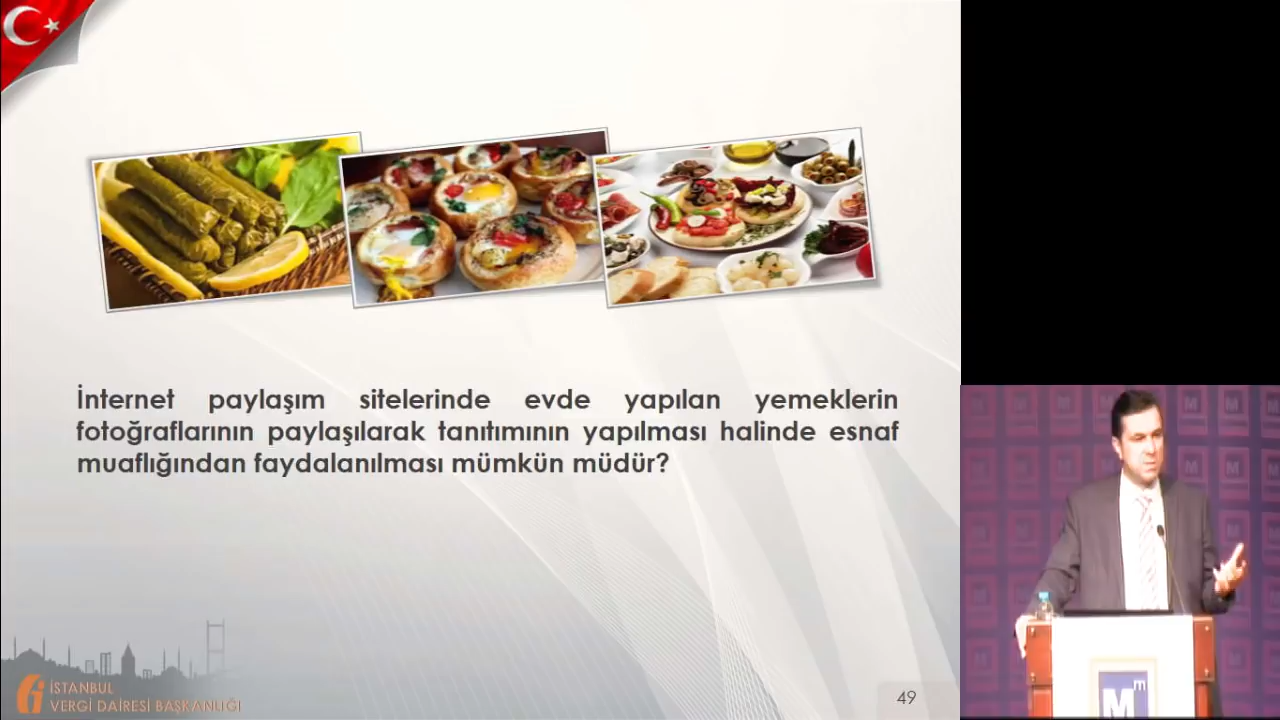 İnternet paylaşım sitelerinde evde yapılan yemeklerin
fotoğraflarının paylaşılarak tanıtımının yapılması halinde esnaf
muaflığından faydalanılması mümkün müdür?
İSTANBUL
VERGİ DAİRESİ BAŞKANLIĞI
49
M
M
M
M
m
M